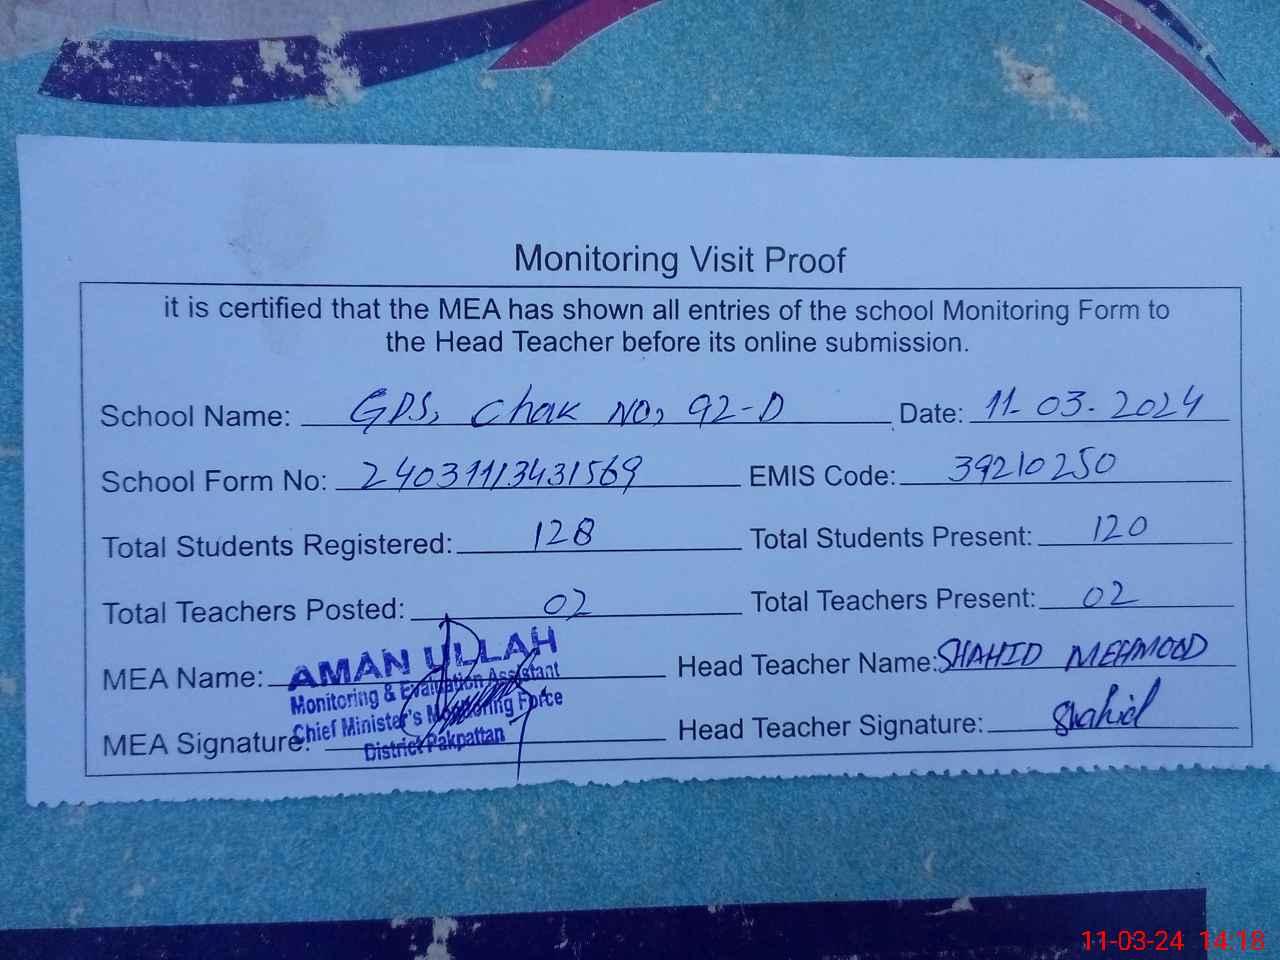 Monitoring Visit Proof
it is certified that the MEA has shown all entries of the school Monitoring Form to
the Head Teacher before its online submission.
School Name: GPS, Chak No, 92-D Date: 11-03-2024
School Form No: 24031113431569 EMIS Code: 39210250
Total Students Registered: 128 Total Students Present: 120
Total Teachers Posted: 02 Total Teachers Present: 02
MEA Name: AMAN ULLAH Head Teacher Name: SHAHID MEHMOOD
Monitoring & Evaluation Assistant
Chief Minister's Monitoring Force
MEA Signature: District Pakpattan Head Teacher Signature: Shahid
11-03-24 14:18